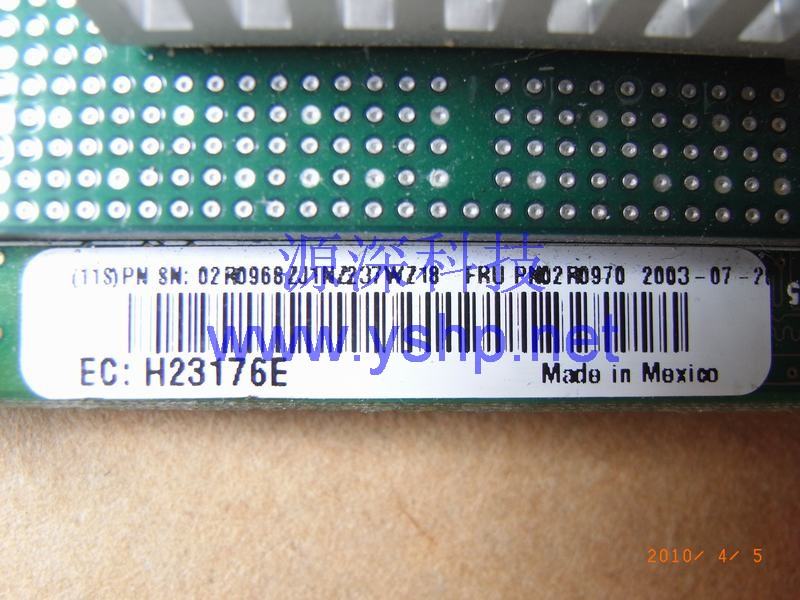 源深科技
(11S)PN SN: 02R0968ZJ1NZ237WZ18 FRU PN02R0970 2003-07-2
www.yshp.net
EC: H23176E
Made in Mexico
2010/ 4/ 5